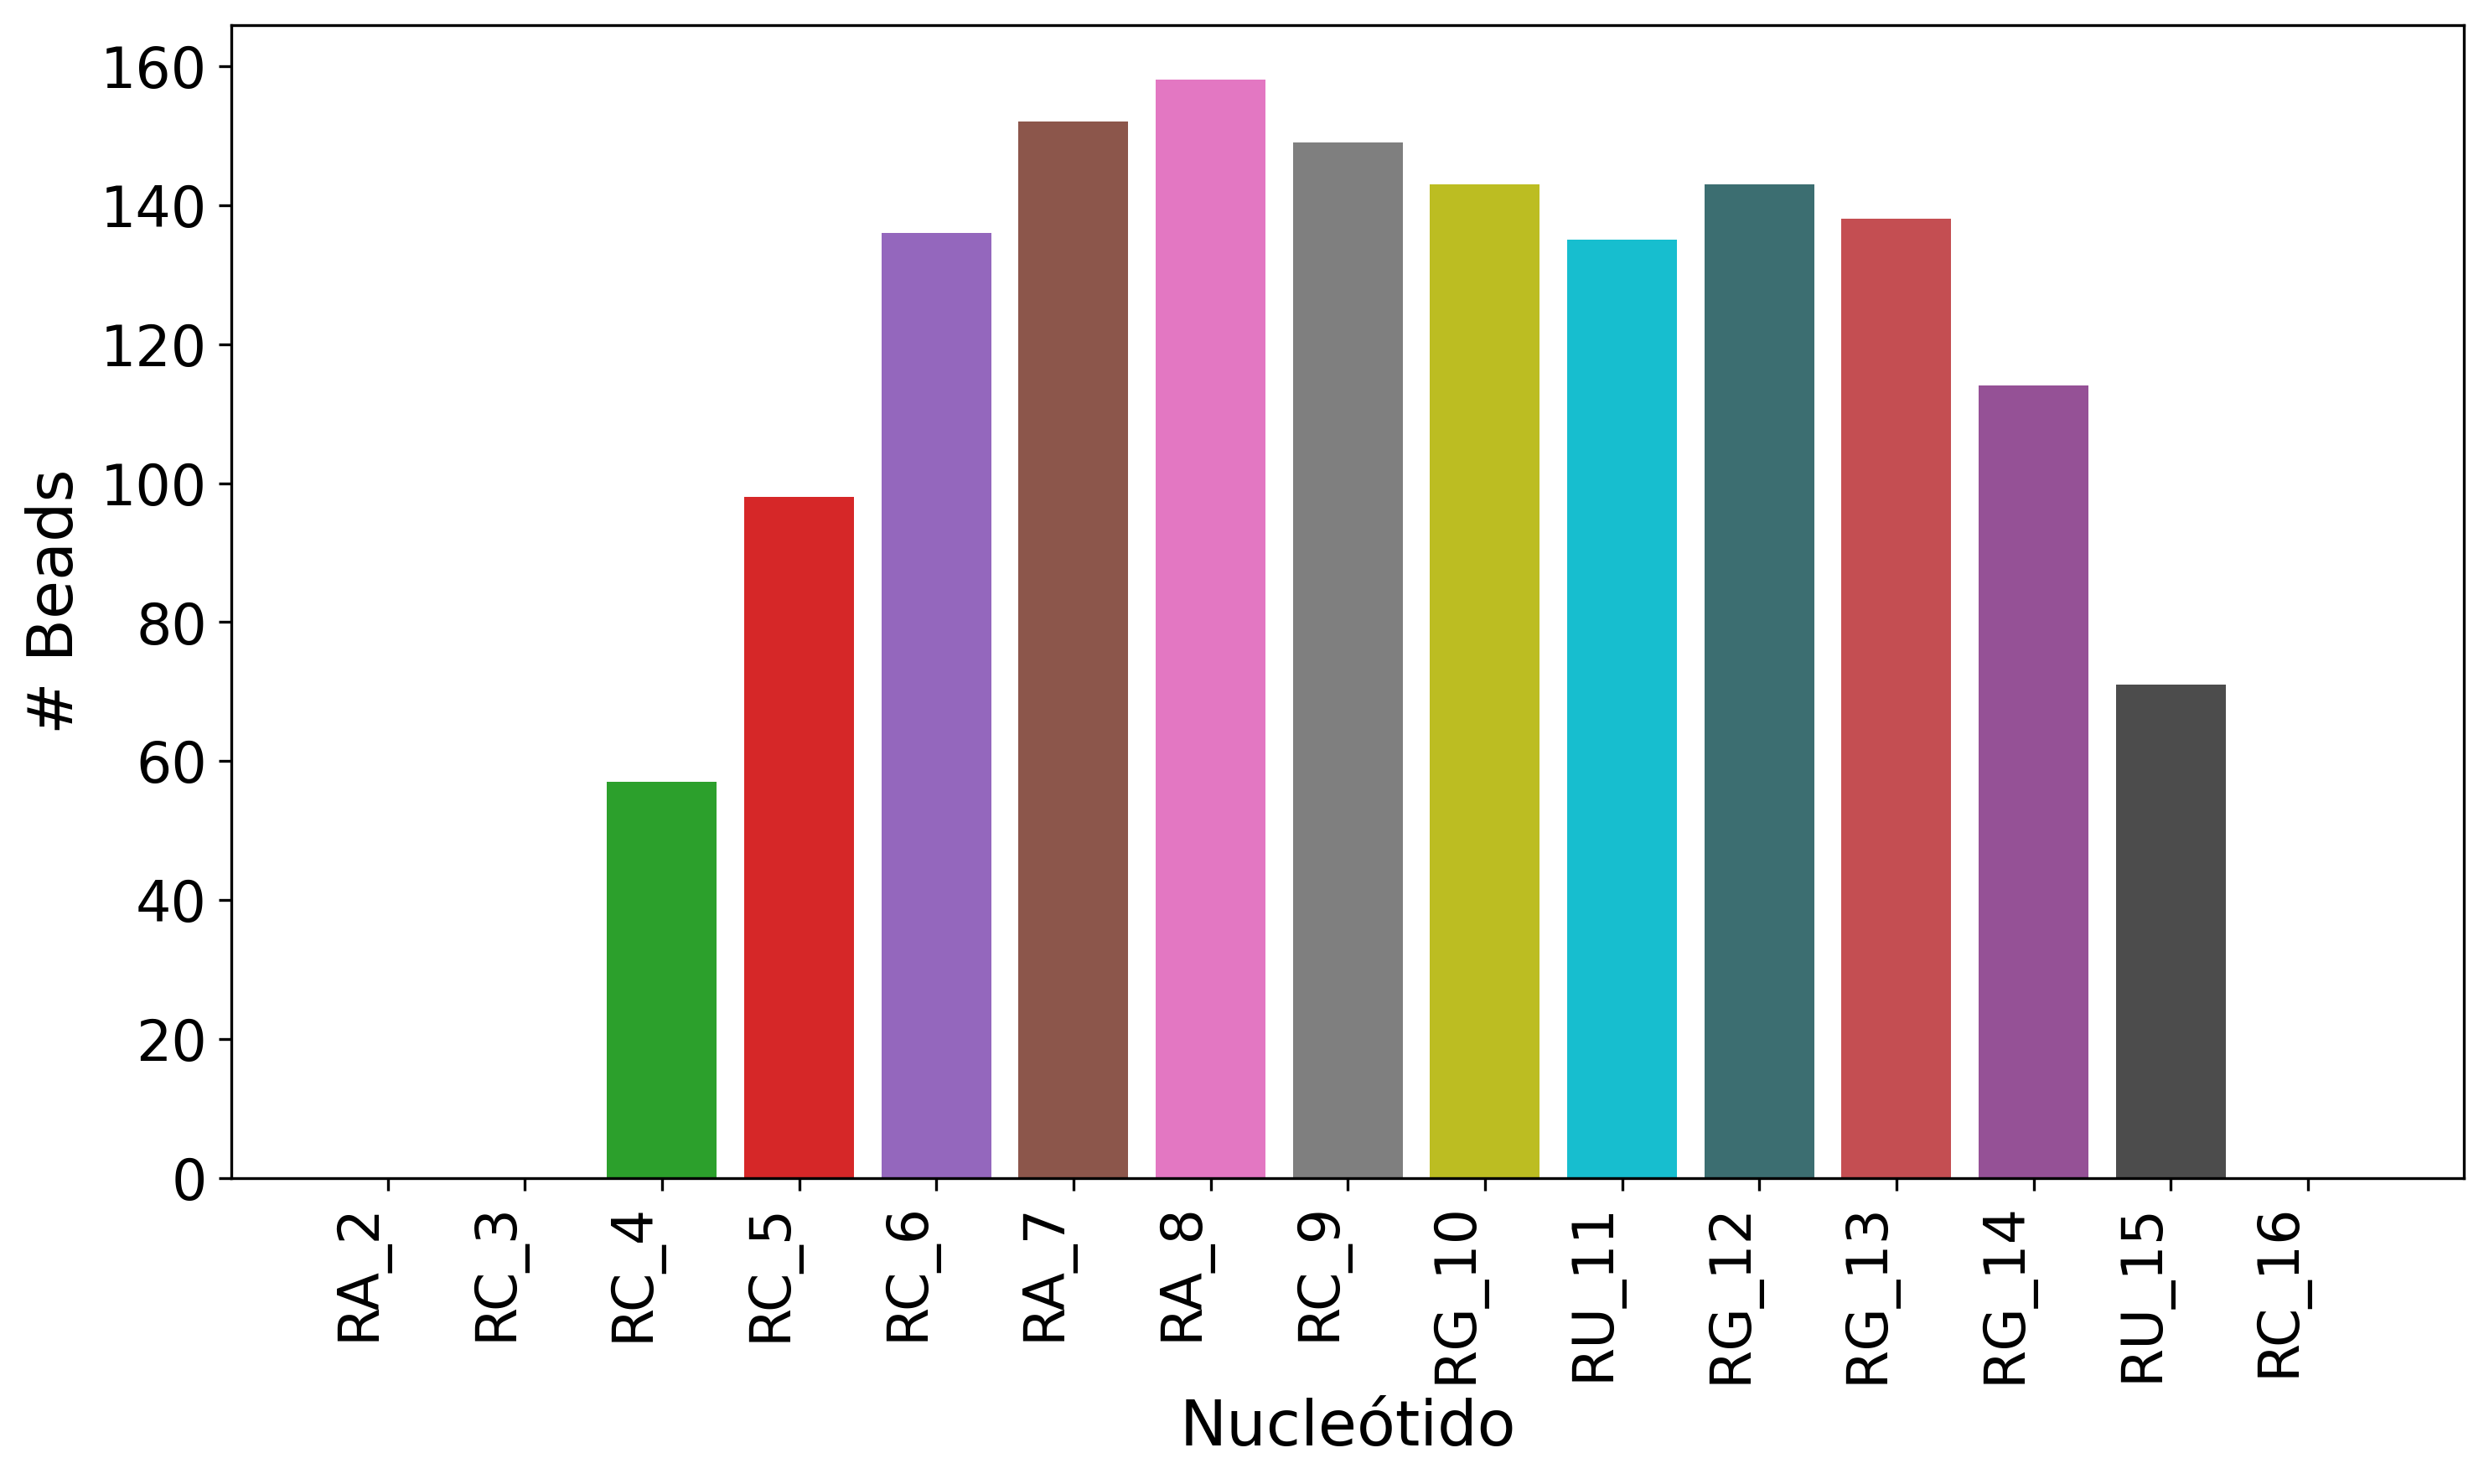 # Beads
160
140
120
100
80
60
40
20
0
RA_2
RC_3
RC_4
RC_5
RC_6
RA_7
RA_8
RC_9
RG_10
RU_11
RG_12
RG_13
RG_14
RU_15
RC_16
Nucleótido